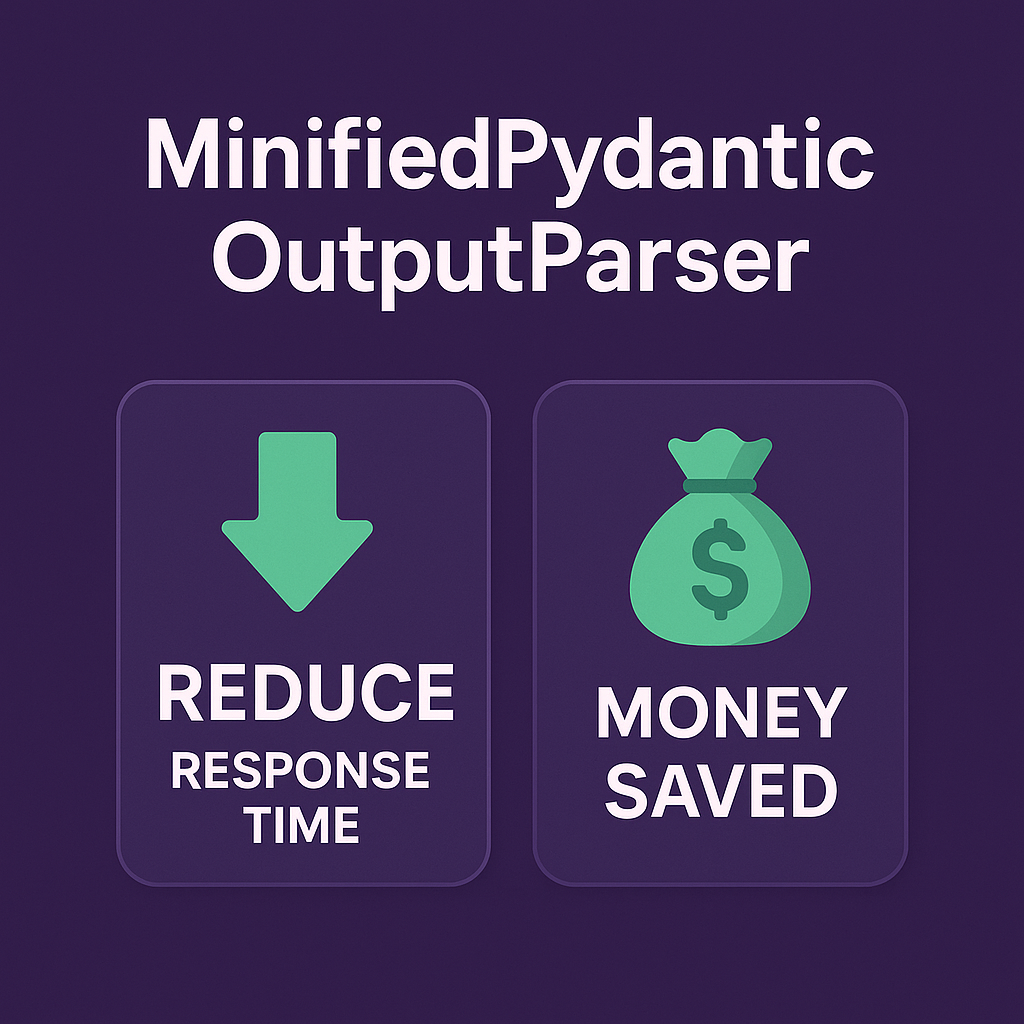 MinifiedPydantic
OutputParser
REDUCE
RESPONSE
TIME
$
MONEY
SAVED